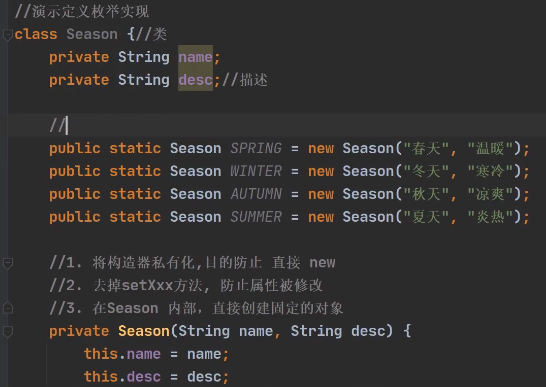 //演示定义枚举实现
class Season {//类
private String name;
private String desc;//描述
//
public static Season SPRING = new Season("春天", "温暖");
public static Season WINTER = new Season("冬天", "寒冷");
public static Season AUTUMN = new Season("秋天", "凉爽");
public static Season SUMMER = new Season("夏天", "炎热");
//1. 将构造器私有化,目的防止 直接 new
//2. 去掉setXxx方法, 防止属性被修改
//3. 在Season 内部，直接创建固定的对象
private Season(String name, String desc) {
this.name = name;
this.desc = desc;